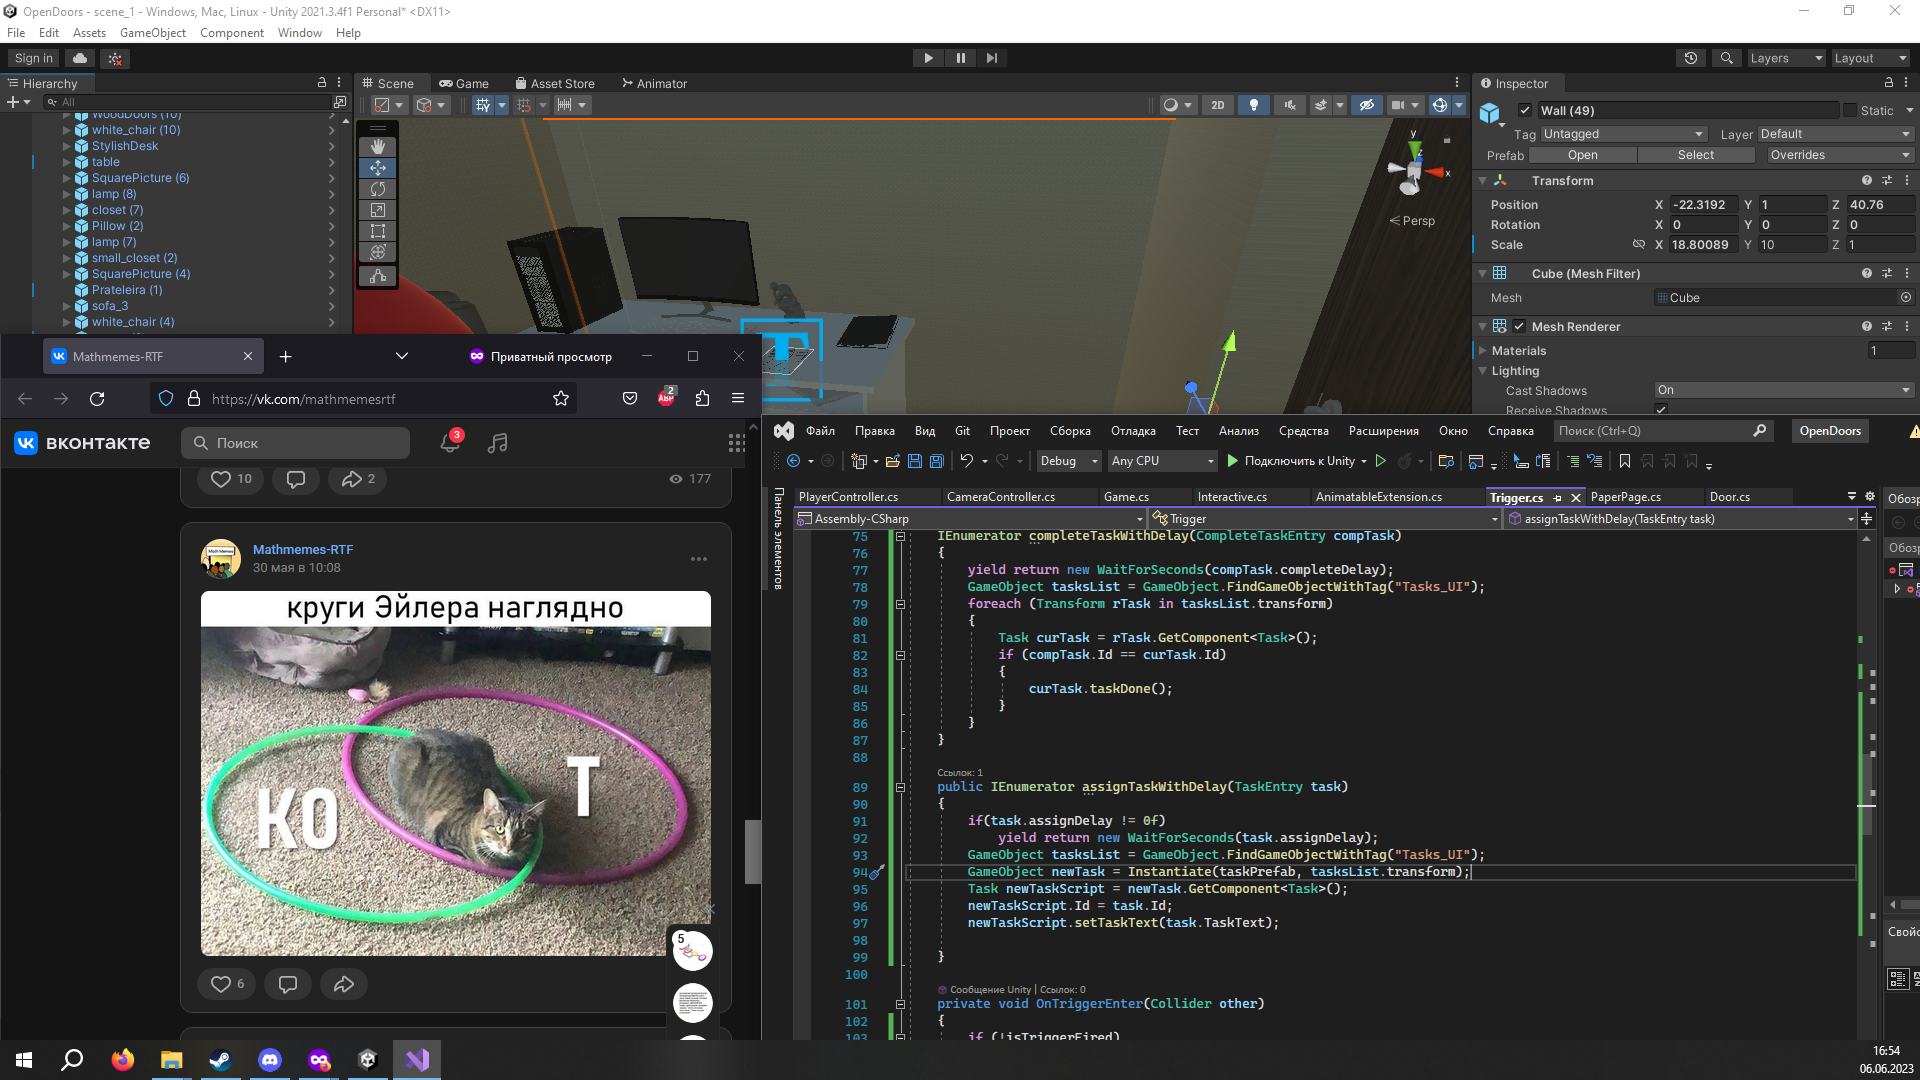 OpenDoors - scene_1 - Windows, Mac, Linux - Unity 2021.3.4f1 Personal* <DX11>
File Edit Assets GameObject Component Window Help
Sign in
Layers Layout
Hierarchy
All
Scene Game Asset Store Animator
2D
WoodDoors (10)
white_chair (10)
StylishDesk
table
SquarePicture (6)
lamp (8)
closet (7)
Pillow (2)
lamp (7)
small_closet (2)
SquarePicture (4)
Prateleira (1)
sofa_3
white_chair (4)
y
z
x
Persp
T
Inspector
Wall (49) Static
Tag Untagged Layer Default
Prefab Open Select Overrides
Transform
Position X -22.3192 Y 1 Z 40.76
Rotation X 0 Y 0 Z 0
Scale X 18.80089 Y 10 Z 1
Cube (Mesh Filter)
Mesh Cube
Mesh Renderer
Materials 1
Lighting
Cast Shadows On
Receive Shadows
Mathmemes-RTF
Приватный просмотр
https://vk.com/mathmemesrtf
ABP 2
вконтакте
Поиск
3
10 2 177
Mathmemes-RTF
30 мая в 10:08
круги Эйлера наглядно
КО
Т
5
6
Файл Правка Вид Git Проект Сборка Отладка Тест Анализ Средства Расширения Окно Справка Поиск (Ctrl+Q) OpenDoors
Debug Any CPU Подключить к Unity
Панель элементов
PlayerController.cs CameraController.cs Game.cs Interactive.cs AnimatableExtension.cs Trigger.cs PaperPage.cs Door.cs
Assembly-CSharp Trigger assignTaskWithDelay(TaskEntry task)
Обоз
Обозр
Свойс
75 IEnumerator completeTaskWithDelay(CompleteTaskEntry compTask)
76 {
77 yield return new WaitForSeconds(compTask.completeDelay);
78 GameObject tasksList = GameObject.FindGameObjectWithTag("Tasks_UI");
79 foreach (Transform rTask in tasksList.transform)
80 {
81 Task curTask = rTask.GetComponent<Task>();
82 if (compTask.Id == curTask.Id)
83 {
84 curTask.taskDone();
85 }
86 }
87 }
88
Ссылок: 1
89 public IEnumerator assignTaskWithDelay(TaskEntry task)
90 {
91 if(task.assignDelay != 0f)
92 yield return new WaitForSeconds(task.assignDelay);
93 GameObject tasksList = GameObject.FindGameObjectWithTag("Tasks_UI");
94 GameObject newTask = Instantiate(taskPrefab, tasksList.transform);
95 Task newTaskScript = newTask.GetComponent<Task>();
96 newTaskScript.Id = task.Id;
97 newTaskScript.setTaskText(task.TaskText);
98
99 }
100
Сообщение Unity | Ссылок: 0
101 private void OnTriggerEnter(Collider other)
102 {
103 if (!isTriggerFired)
16:54
06.06.2023